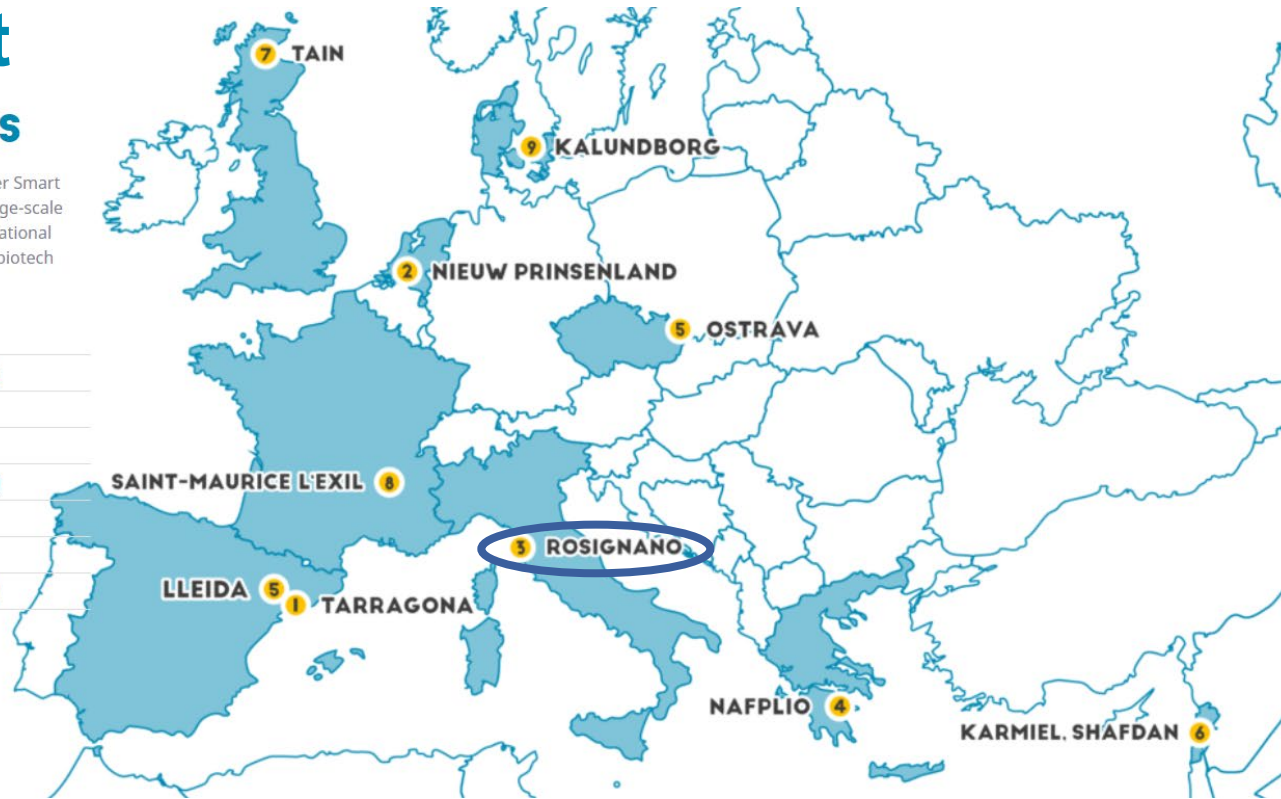 t
s
7 TAIN
9 KALUNDBORG
er Smart
ge-scale
ational
biotech
2 NIEUW PRINSENLAND
5 OSTRAVA
SAINT-MAURICE L'EXIL 8
3 ROSIGNANO
LLEIDA 5
1 TARRAGONA
NAFPLIO 4
KARMIEL. SHAFDAN 6